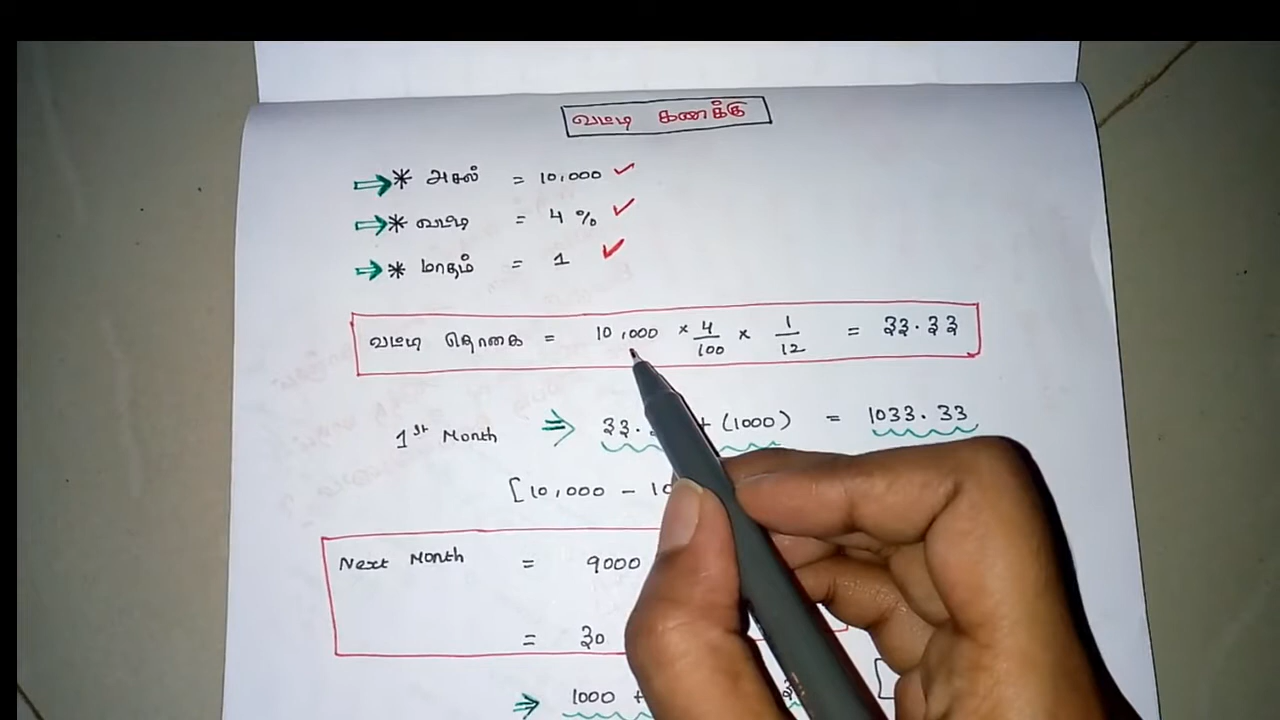 வட்டி கணக்கு
* அசல் = 10,000
* வட்டி = 4 %
* மாதம் = 1
வட்டி தொகை = 10,000 × 4/100 × 1/12 = 33.33
1st Month ⇒ 33. + (1000) = 1033.33
[10,000 - 10
Next Month = 9000
= 30
⇒ 1000 +